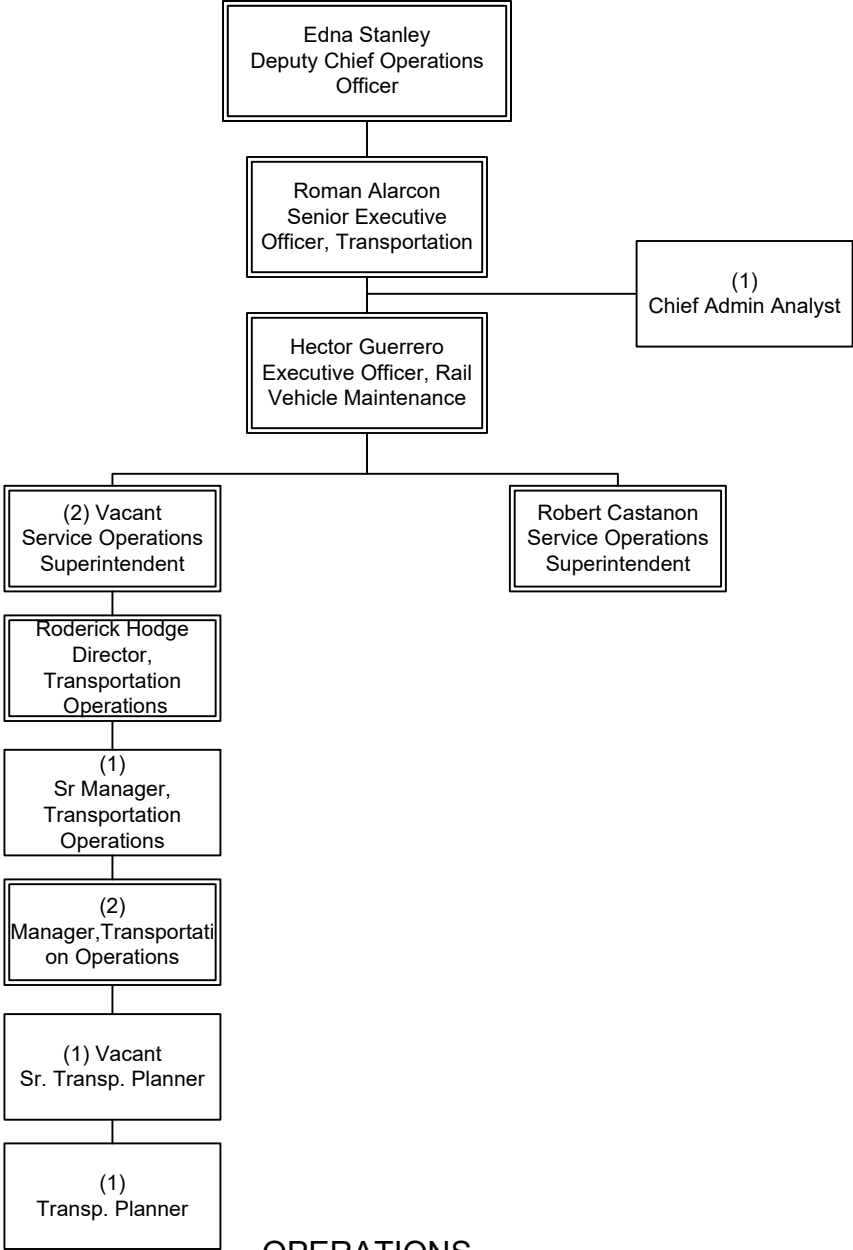 Edna Stanley
Deputy Chief Operations
Officer
Roman Alarcon
Senior Executive
Officer, Transportation
(1)
Chief Admin Analyst
Hector Guerrero
Executive Officer, Rail
Vehicle Maintenance
(2) Vacant
Service Operations
Superintendent
Robert Castanon
Service Operations
Superintendent
Roderick Hodge
Director,
Transportation
Operations
(1)
Sr Manager,
Transportation
Operations
(2)
Manager,Transportati
on Operations
(1) Vacant
Sr. Transp. Planner
(1)
Transp. Planner
OPERATIONS